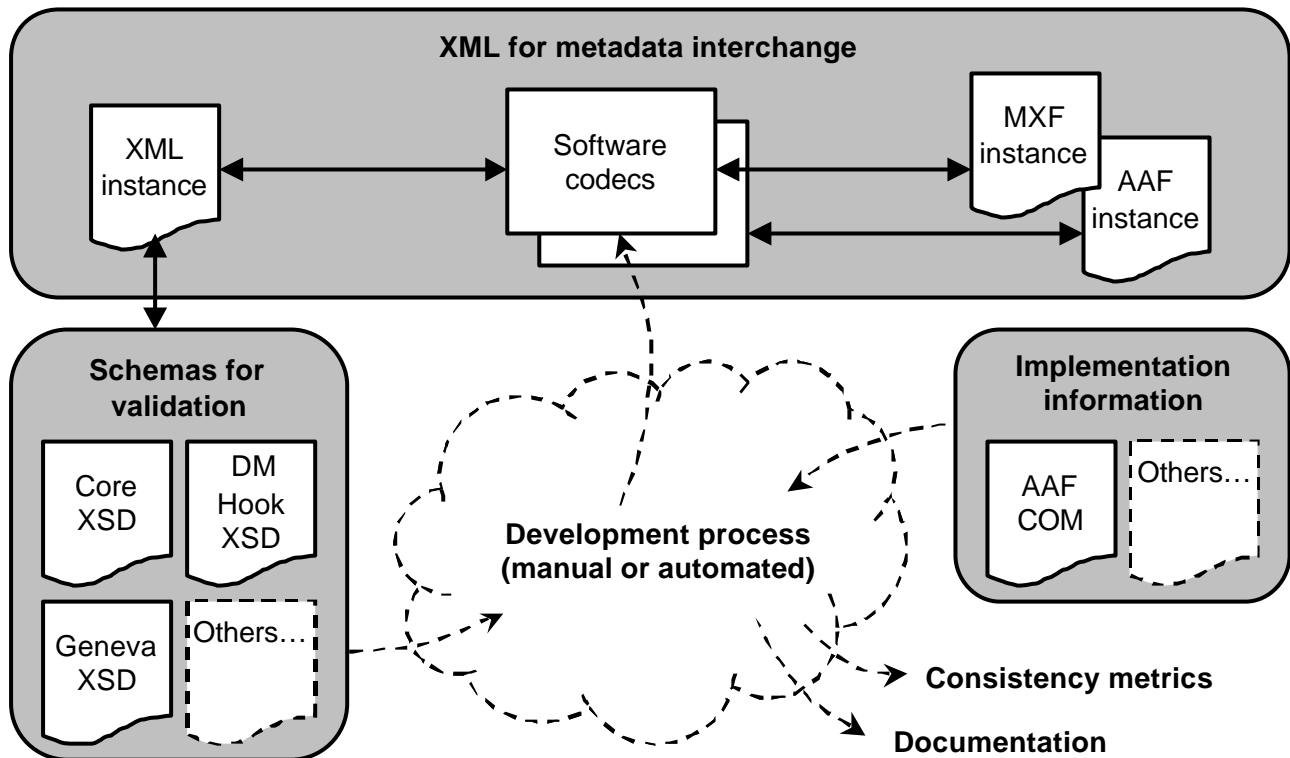 XML for metadata interchange
XML
instance
Software
codecs
MXF
instance
AAF
instance
Schemas for
validation
Core
XSD
DM
Hook
XSD
Geneva
XSD
Others…
Development process
(manual or automated)
Implementation
information
AAF
COM
Others…
Consistency metrics
Documentation